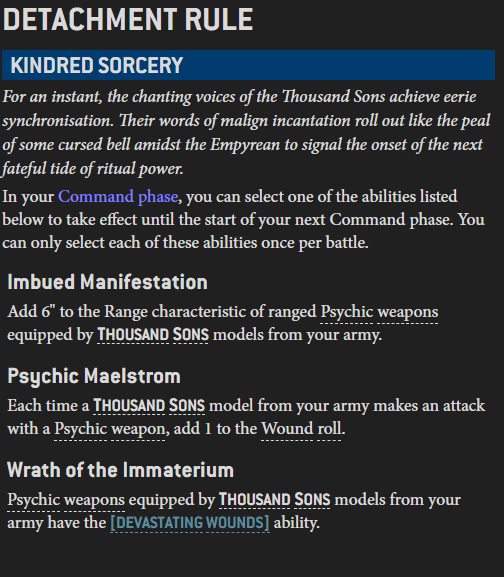 DETACHMENT RULE
KINDRED SORCERY
For an instant, the chanting voices of the Thousand Sons achieve eerie
synchronisation. Their words of malign incantation roll out like the peal
of some cursed bell amidst the Empyrean to signal the onset of the next
fateful tide of ritual power.
In your Command phase, you can select one of the abilities listed
below to take effect until the start of your next Command phase. You
can only select each of these abilities once per battle.
Imbued Manifestation
Add 6" to the Range characteristic of ranged Psychic weapons
equipped by THOUSAND SONS models from your army.
Psychic Maelstrom
Each time a THOUSAND SONS model from your army makes an attack
with a Psychic weapon, add 1 to the Wound roll.
Wrath of the Immaterium
Psychic weapons equipped by THOUSAND SONS models from your
army have the [DEVASTATING WOUNDS] ability.